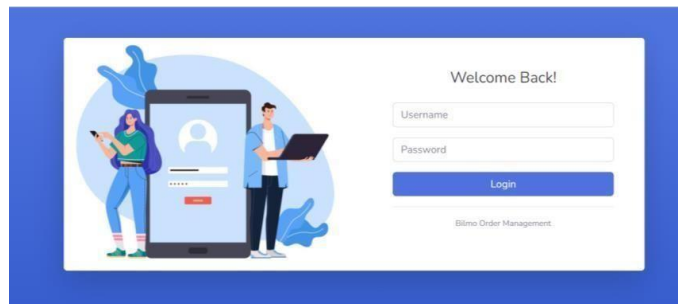 Welcome Back!
Username
Password
Login
Bilmo Order Management